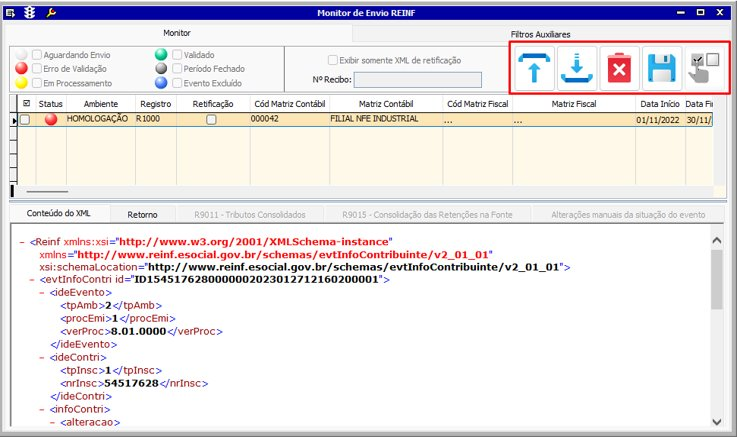 Monitor de Envio REINF
Monitor
Filtros Auxiliares
Aguardando Envio
Validado
Erro de Validação
Período Fechado
Em Processamento
Evento Excluído
Exibir somente XML de retificação
Nº Recibo:
Status Ambiente Registro Retificação Cód Matriz Contábil Matriz Contábil Cód Matriz Fiscal Matriz Fiscal Data Início Data Fi
HOMOLOGAÇÃO R1000 000042 FILIAL NFE INDUSTRIAL ... ... 01/11/2022 30/11/
Conteúdo do XML Retorno R9011 - Tributos Consolidados R9015 - Consolidação das Retenções na Fonte Alterações manuais da situação do evento
− <Reinf xmlns:xsi="http://www.w3.org/2001/XMLSchema-instance"
xmlns="http://www.reinf.esocial.gov.br/schemas/evtInfoContribuinte/v2_01_01"
xsi:schemaLocation="http://www.reinf.esocial.gov.br/schemas/evtInfoContribuinte/v2_01_01">
− <evtInfoContri id="ID1545176280000002023012712160200001">
− <ideEvento>
<tpAmb>2</tpAmb>
<procEmi>1</procEmi>
<verProc>8.01.0000</verProc>
</ideEvento>
− <ideContri>
<tpInsc>1</tpInsc>
<nrInsc>54517628</nrInsc>
</ideContri>
− <infoContri>
− <alteracao>